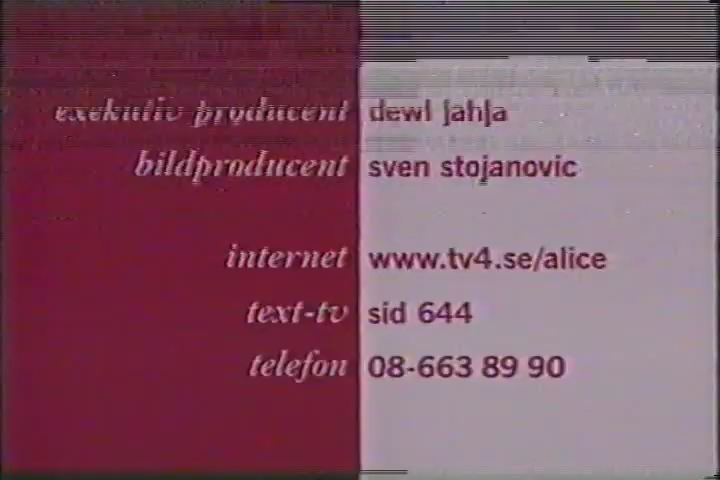 exekutiv producent dewi jahja
bildproducent sven stojanovic
internet www.tv4.se/alice
text-tv sid 644
telefon 08-663 89 90